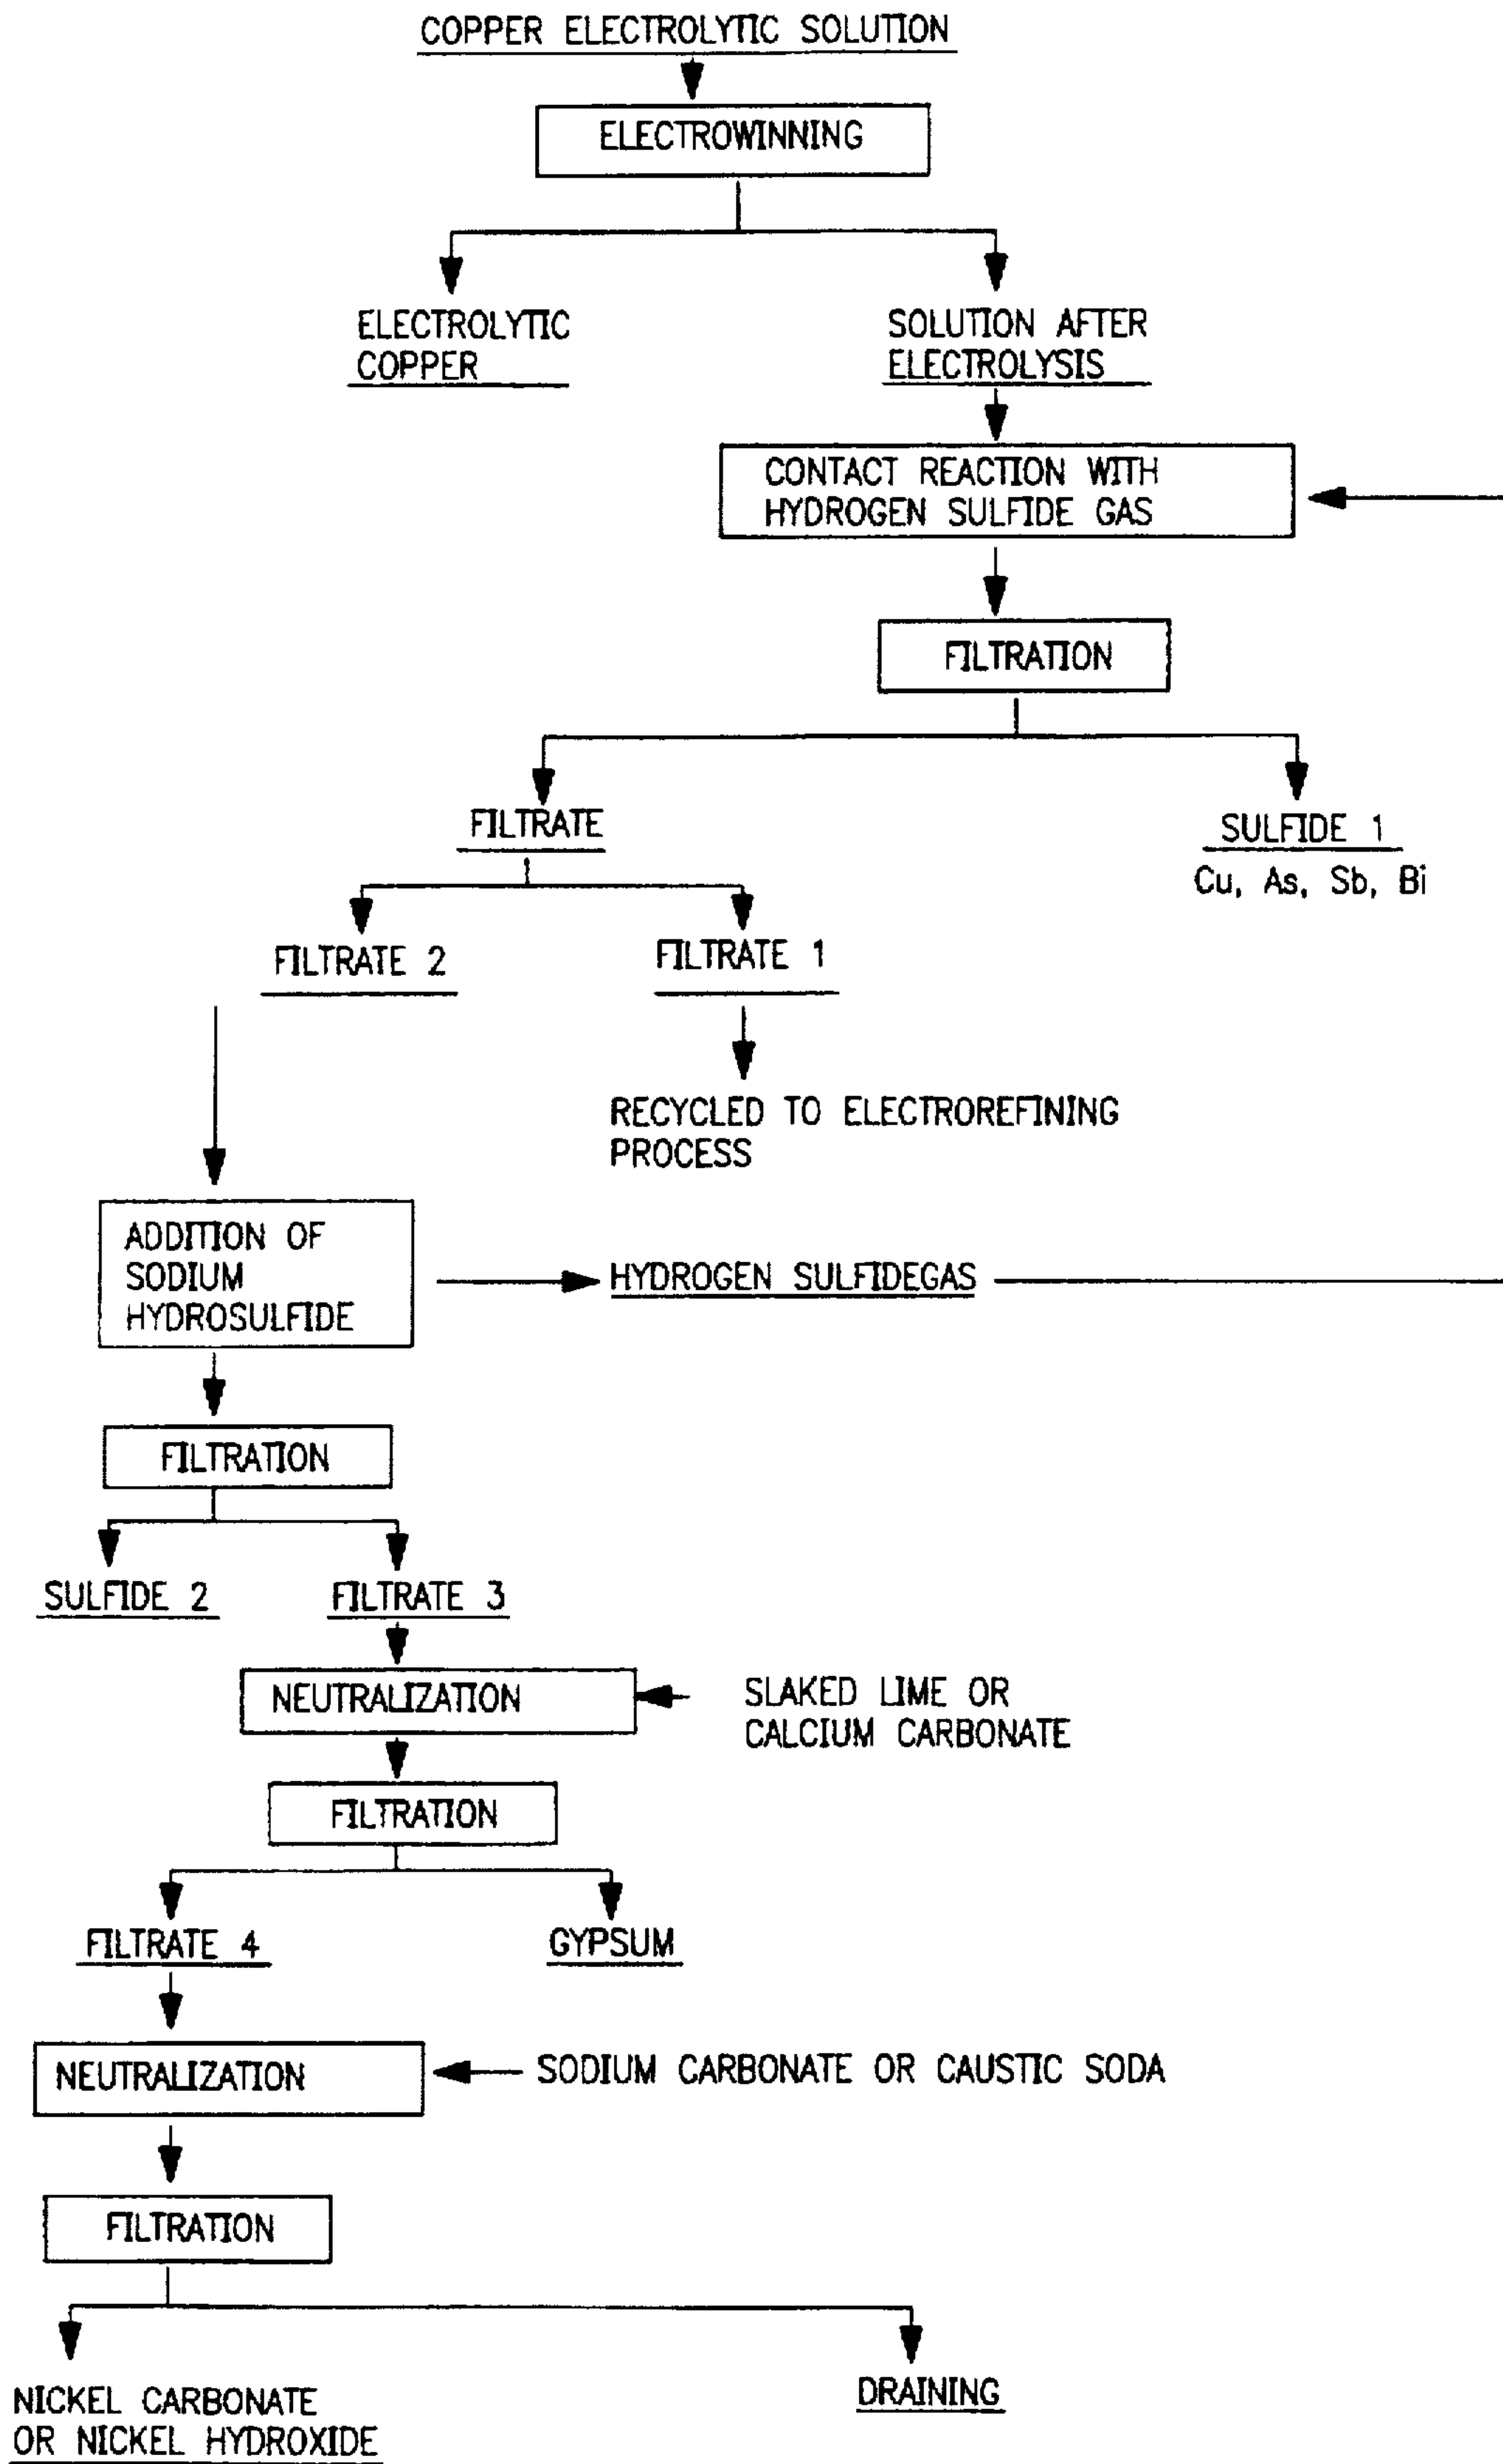 COPPER ELECTROLYTIC SOLUTION
ELECTROWINNING
ELECTROLYTIC
COPPER
SOLUTION AFTER
ELECTROLYSIS
CONTACT REACTION WITH
HYDROGEN SULFIDE GAS
FILTRATION
FILTRATE
SULFIDE 1
Cu, As, Sb, Bi
FILTRATE 2
FILTRATE 1
RECYCLED TO ELECTROREFINING
PROCESS
ADDITION OF
SODIUM
HYDROSULFIDE
HYDROGEN SULFIDEGAS
FILTRATION
SULFIDE 2
FILTRATE 3
NEUTRALIZATION
SLAKED LIME OR
CALCIUM CARBONATE
FILTRATION
FILTRATE 4
GYPSUM
NEUTRALIZATION
SODIUM CARBONATE OR CAUSTIC SODA
FILTRATION
NICKEL CARBONATE
OR NICKEL HYDROXIDE
DRAINING